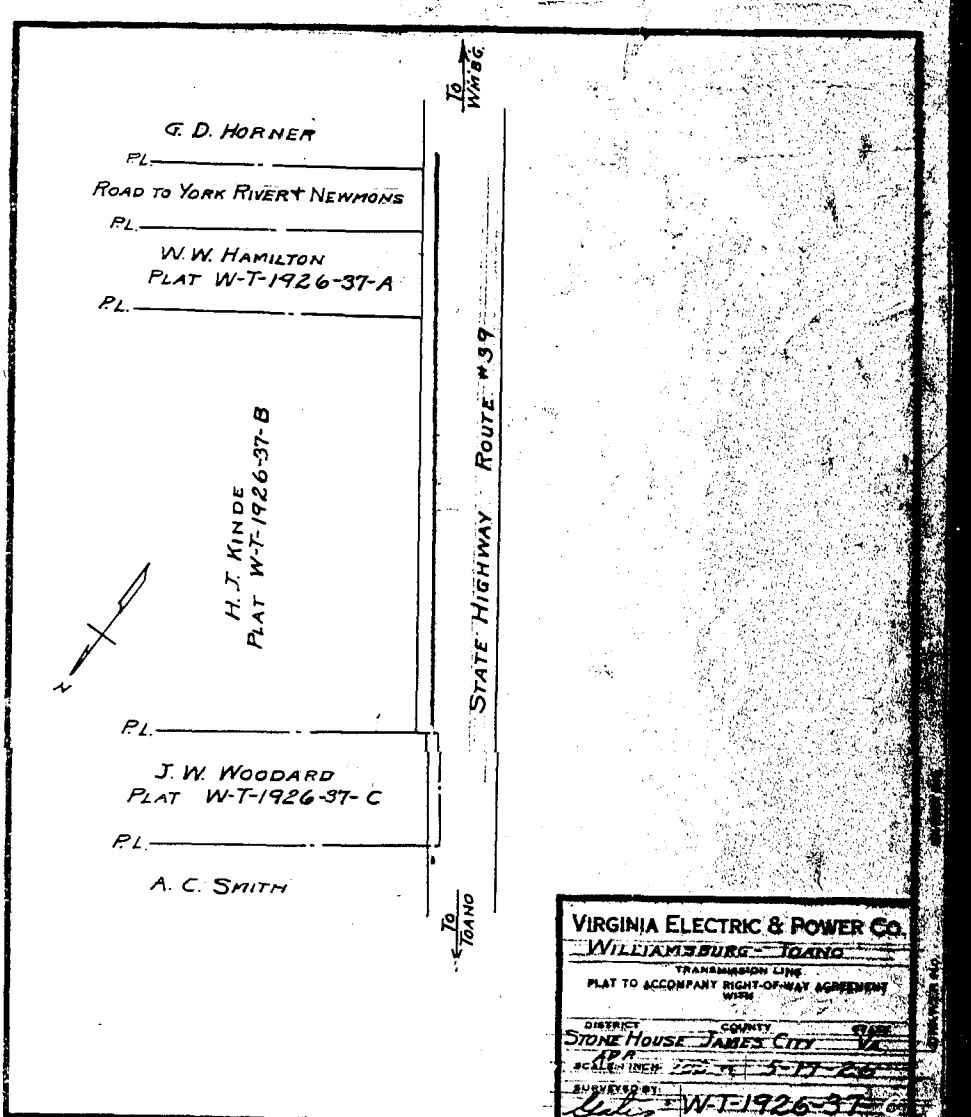 TO
WMBG.
G. D. HORNER
P.L.
ROAD TO YORK RIVER & NEWMONS
P.L.
W. W. HAMILTON
PLAT W-T-1926-37-A
P.L.
STATE HIGHWAY ROUTE #39
H. J. KINDE
PLAT W-T-1926-37-B
N
P.L.
J. W. WOODARD
PLAT W-T-1926-37-C
P.L.
A. C. SMITH
TO
TOANO
VIRGINIA ELECTRIC & POWER CO.
WILLIAMSBURG - TOANO
TRANSMISSION LINE
PLAT TO ACCOMPANY RIGHT-OF-WAY AGREEMENT
WITH
DISTRICT COUNTY STATE
STONE HOUSE JAMES CITY VA.
SCALE-1 INCH 5-17-26
SURVEYED BY:
W-T-1926-37